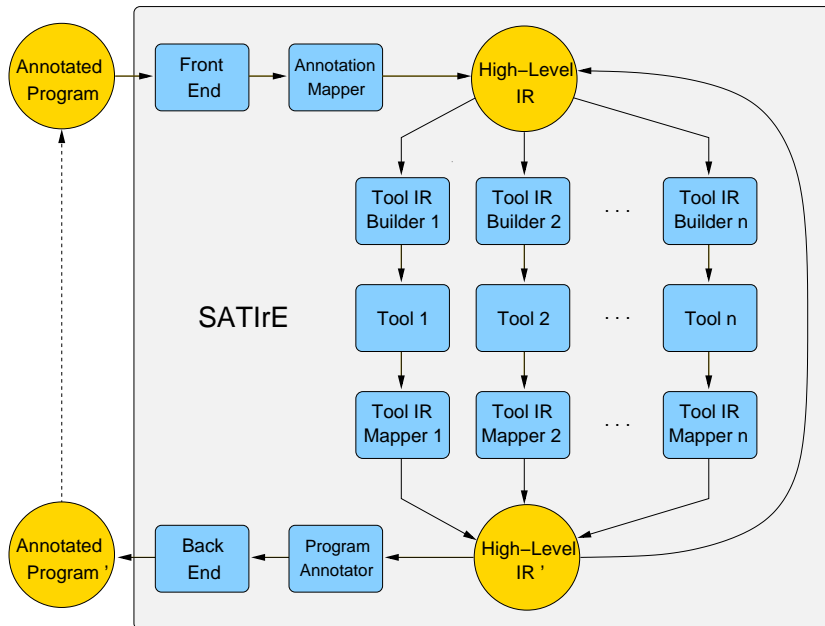 Annotated
Program
Front
End
Annotation
Mapper
High−Level
IR
Tool IR
Builder 1
Tool IR
Builder 2
. . .
Tool IR
Builder n
SATIrE
Tool 1
Tool 2
. . .
Tool n
Tool IR
Mapper 1
Tool IR
Mapper 2
. . .
Tool IR
Mapper n
Annotated
Program ’
Back
End
Program
Annotator
High−Level
IR ’